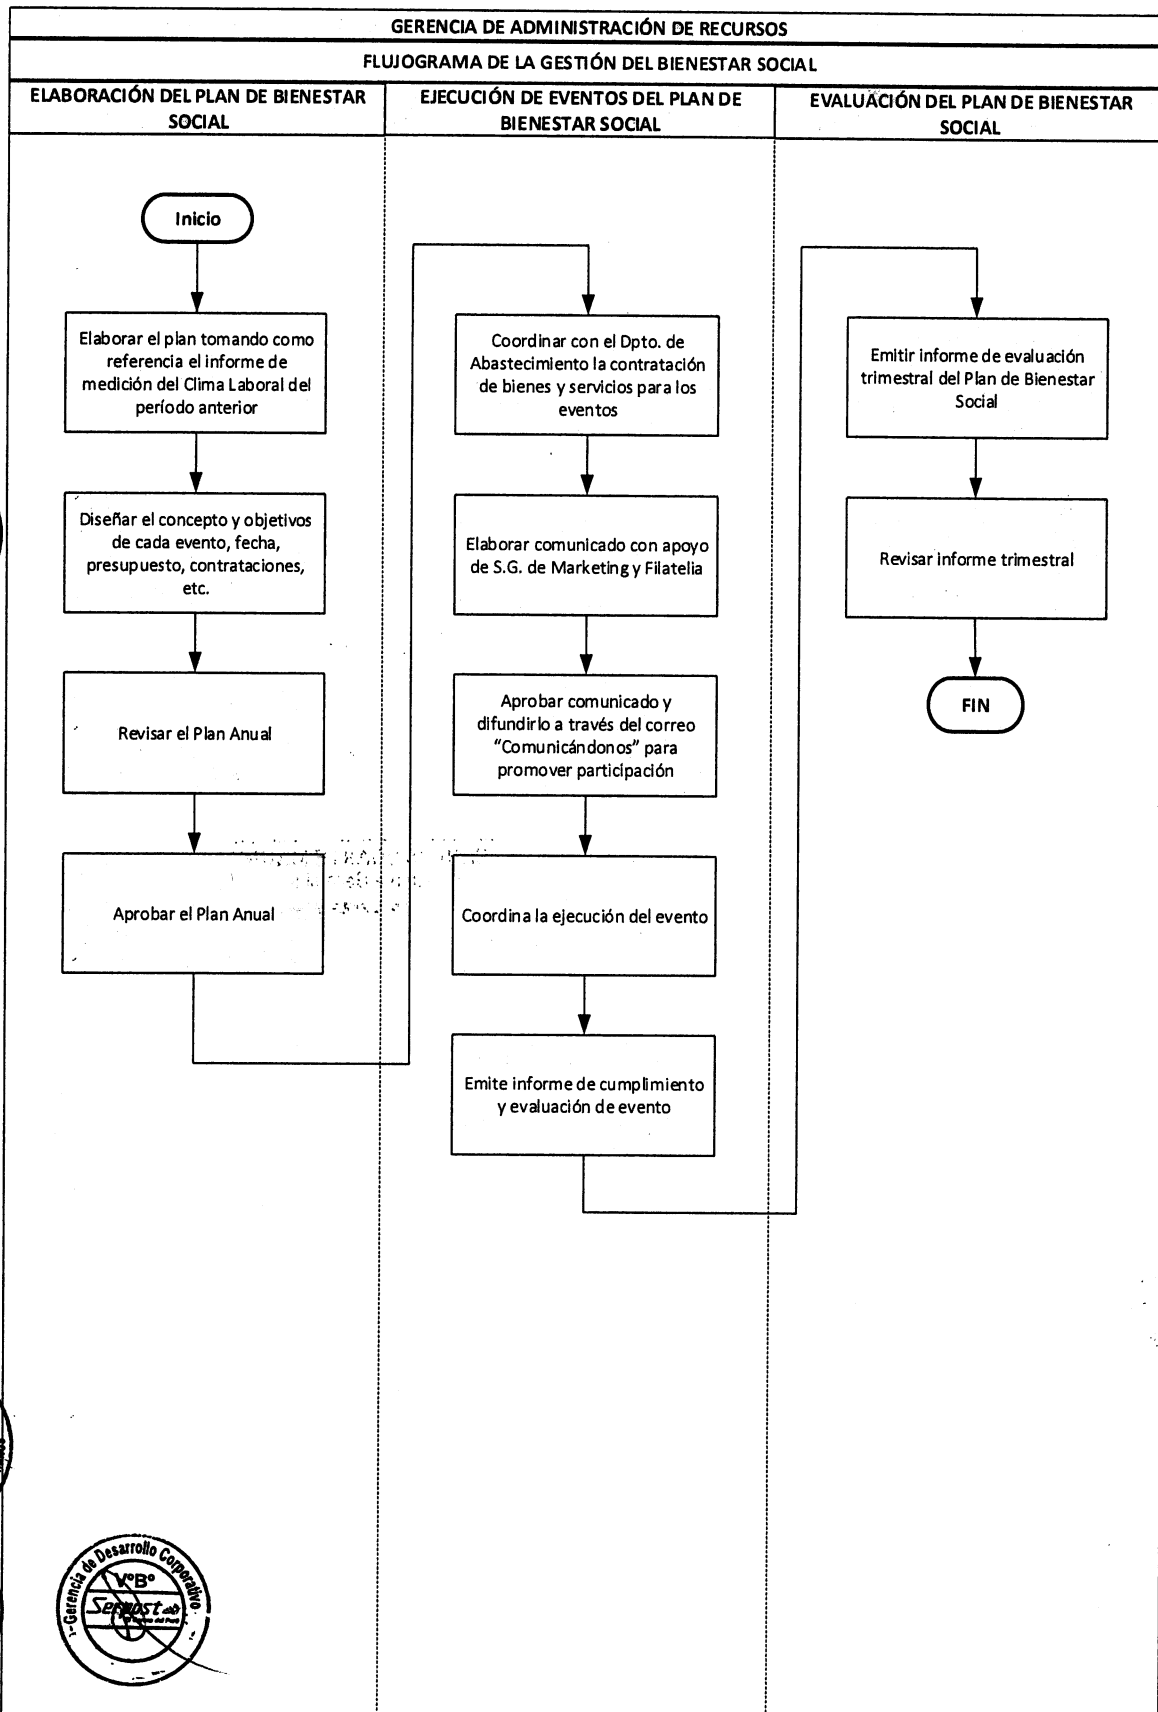 GERENCIA DE ADMINISTRACIÓN DE RECURSOS
FLUJOGRAMA DE LA GESTIÓN DEL BIENESTAR SOCIAL
ELABORACIÓN DEL PLAN DE BIENESTAR
SOCIAL
EJECUCIÓN DE EVENTOS DEL PLAN DE
BIENESTAR SOCIAL
EVALUACIÓN DEL PLAN DE BIENESTAR
SOCIAL
Inicio
Elaborar el plan tomando como
referencia el informe de
medición del Clima Laboral del
período anterior
Diseñar el concepto y objetivos
de cada evento, fecha,
presupuesto, contrataciones,
etc.
Revisar el Plan Anual
Aprobar el Plan Anual
Coordinar con el Dpto. de
Abastecimiento la contratación
de bienes y servicios para los
eventos
Elaborar comunicado con apoyo
de S.G. de Marketing y Filatelia
Aprobar comunicado y
difundirlo a través del correo
“Comunicándonos” para
promover participación
Coordina la ejecución del evento
Emite informe de cumplimiento
y evaluación de evento
Emitir informe de evaluación
trimestral del Plan de Bienestar
Social
Revisar informe trimestral
FIN
Gerencia de Desarrollo Corporativo
V°B°
Serpost